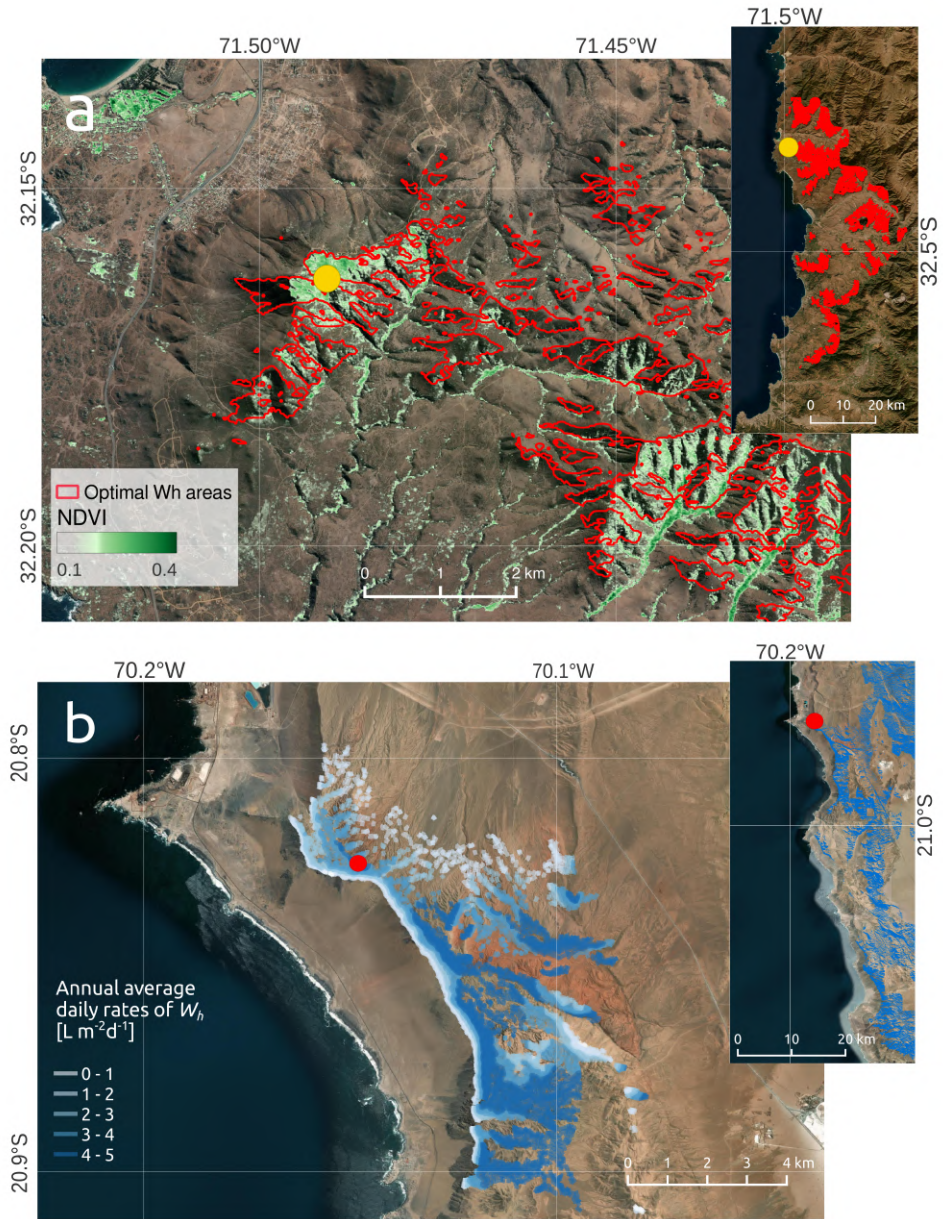 71.5°W
71.50°W
71.45°W
a
32.15°S
32.5°S
0 10 20 km
Optimal Wh areas
NDVI
0.1 0.4
32.20°S
0 1 2 km
70.2°W
70.1°W
70.2°W
b
20.8°S
21.0°S
Annual average
daily rates of Wh
[L m-2d-1]
0 - 1
1 - 2
2 - 3
3 - 4
4 - 5
0 10 20 km
20.9°S
0 1 2 3 4 km